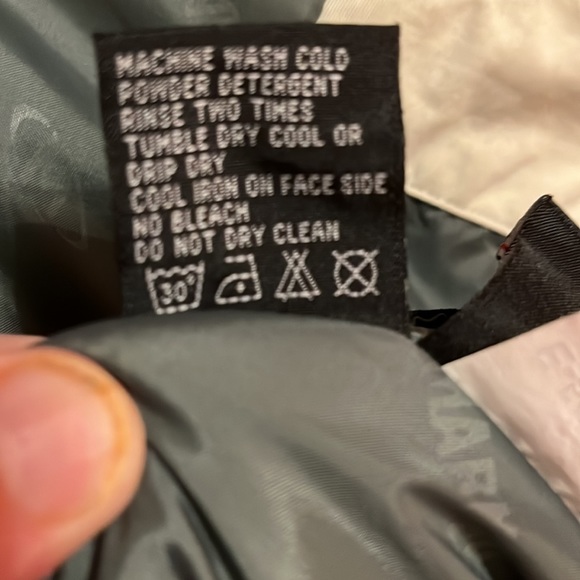 MACHINE WASH COLD
POWDER DETERGENT
RINSE TWO TIMES
TUMBLE DRY COOL OR
DRIP DRY
COOL IRON ON FACE SIDE
NO BLEACH
DO NOT DRY CLEAN
30°